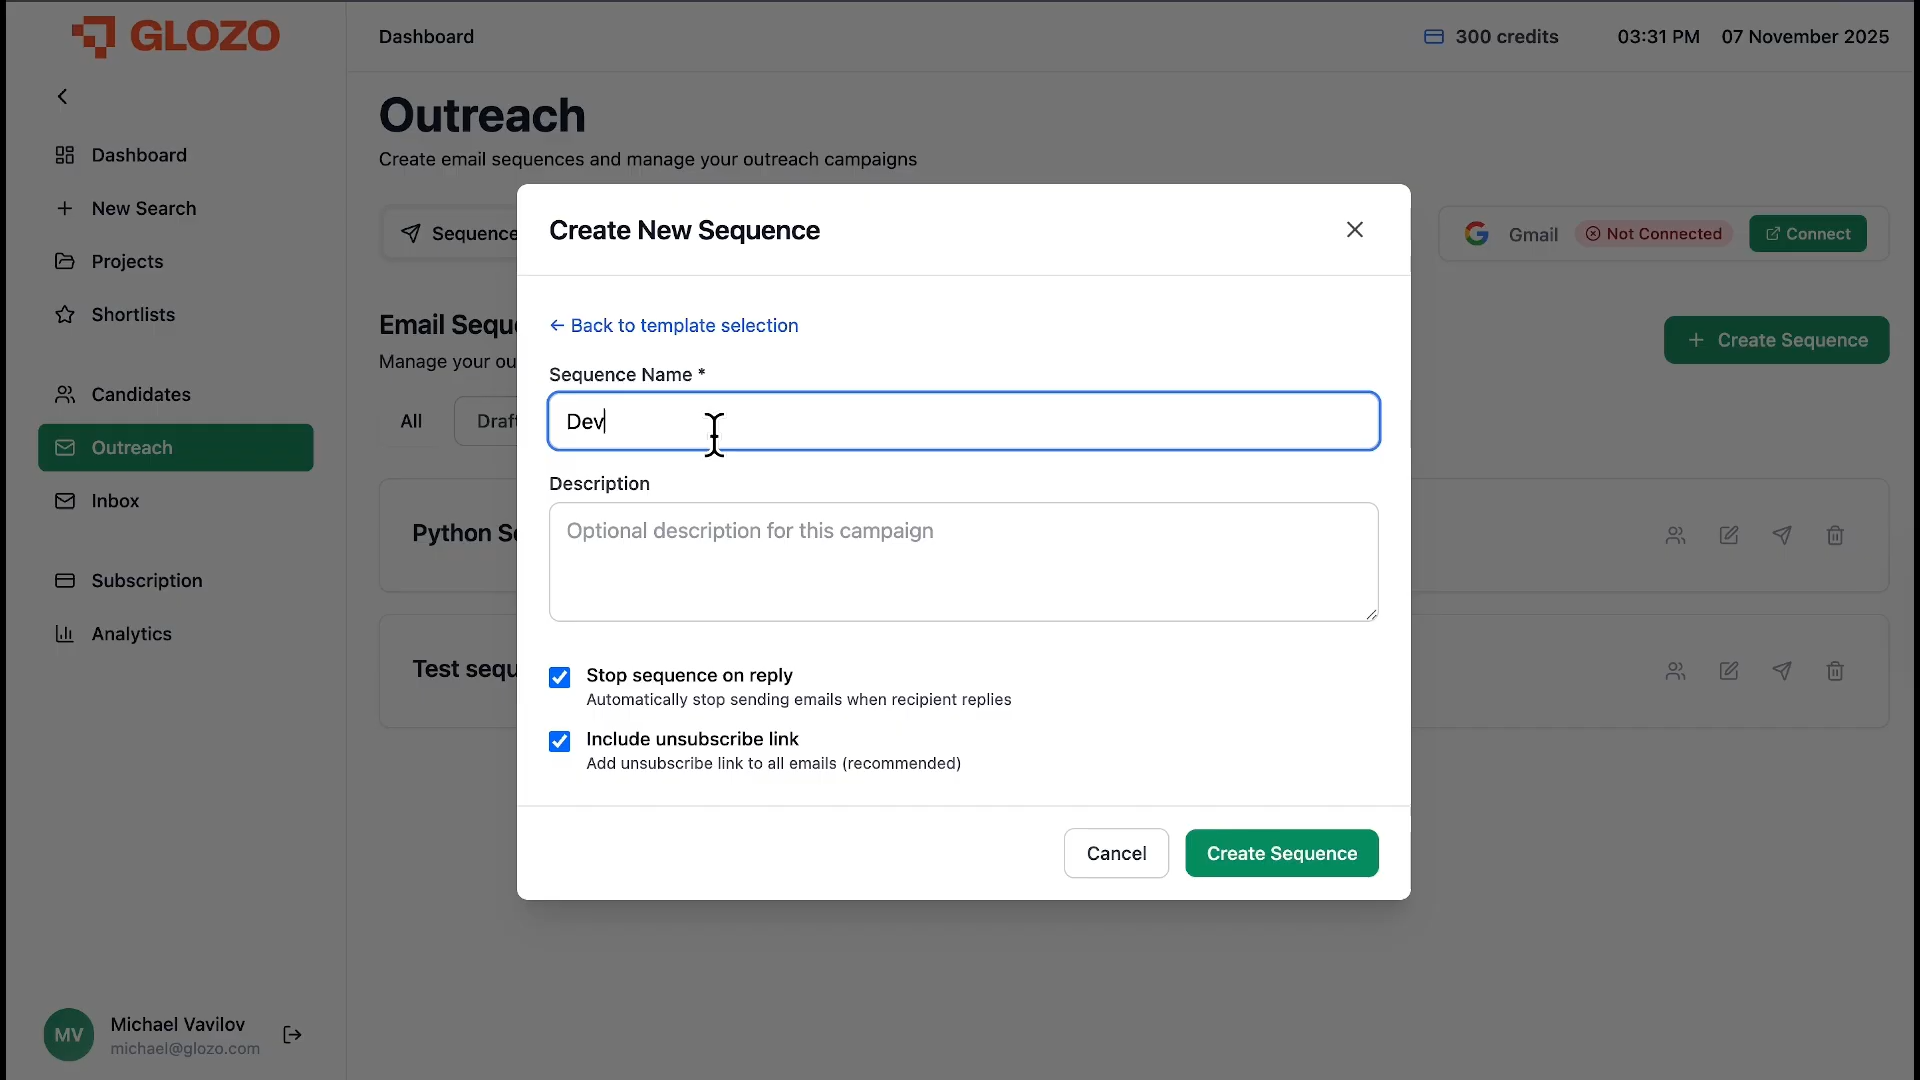 GLOZO
Dashboard
300 credits
03:31 PM
07 November 2025
Dashboard
New Search
Projects
Shortlists
Candidates
Outreach
Inbox
Subscription
Analytics
MV
Michael Vavilov
michael@glozo.com
Outreach
Create email sequences and manage your outreach campaigns
Sequence
Gmail
Not Connected
Connect
Email Sequ
Manage your ou
Create Sequence
All
Draft
Python Se
Test sequ
Create New Sequence
← Back to template selection
Sequence Name *
Dev
Description
Optional description for this campaign
Stop sequence on reply
Automatically stop sending emails when recipient replies
Include unsubscribe link
Add unsubscribe link to all emails (recommended)
Cancel
Create Sequence